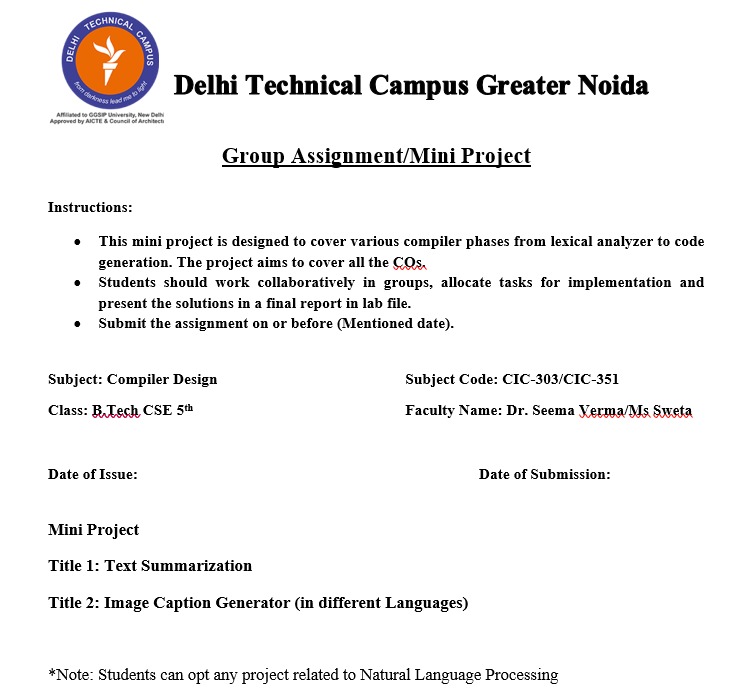 DELHI TECHNICAL CAMPUS
from darkness lead me to light
Affiliated to GGSIP University, New Delhi
Approved by AICTE & Council of Architect
Delhi Technical Campus Greater Noida
Group Assignment/Mini Project
Instructions:
• This mini project is designed to cover various compiler phases from lexical analyzer to code
generation. The project aims to cover all the COs.
• Students should work collaboratively in groups, allocate tasks for implementation and
present the solutions in a final report in lab file.
• Submit the assignment on or before (Mentioned date).
Subject: Compiler Design Subject Code: CIC-303/CIC-351
Class: B.Tech CSE 5th Faculty Name: Dr. Seema Verma/Ms Sweta
Date of Issue: Date of Submission:
Mini Project
Title 1: Text Summarization
Title 2: Image Caption Generator (in different Languages)
*Note: Students can opt any project related to Natural Language Processing